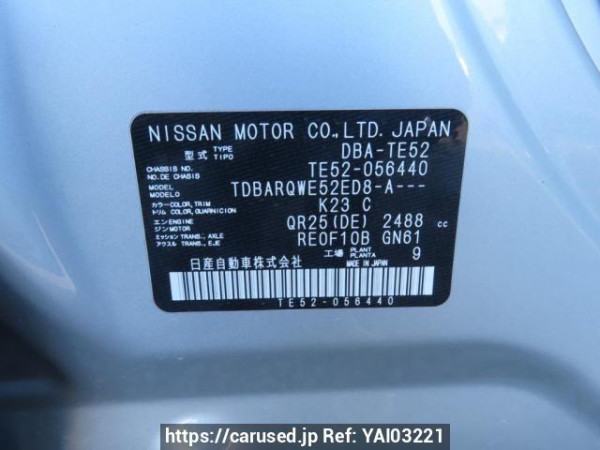 NISSAN MOTOR CO.,LTD. JAPAN
型式 TYPE TIPO DBA-TE52
CHASSIS NO. NO.DE CHASIS TE52-056440
MODEL MODELO TDBARQWE52ED8-A---
カラー COLOR, TRIM トリム COLOR, GUARNICION K23 C
エンジン ENGINE MOTOR QR25(DE) 2488 cc
ミッション TRANS., AXLE アクスル TRANS., EJE RE0F10B GN61
工場 PLANT PLANTA 9
日産自動車株式会社 MADE IN JAPAN
TE52-056440
https://carused.jp Ref: YAI03221